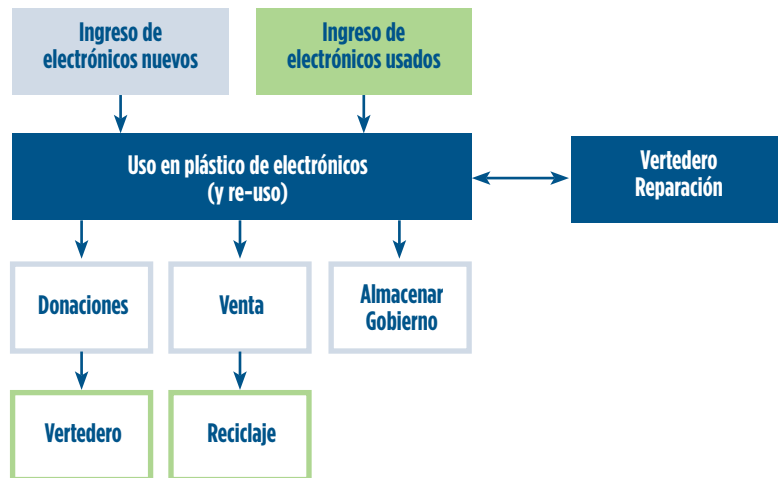 Ingreso de
electrónicos nuevos
Ingreso de
electrónicos usados
Uso en plástico de electrónicos
(y re-uso)
Vertedero
Reparación
Donaciones
Venta
Almacenar
Gobierno
Vertedero
Reciclaje